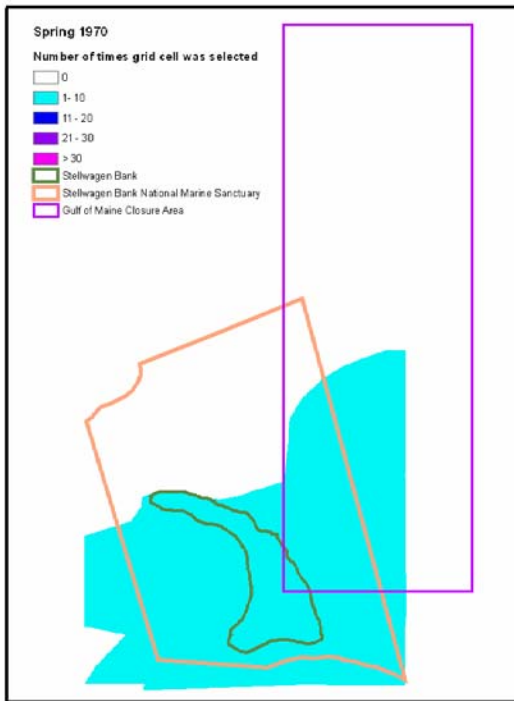 Spring 1970
Number of times grid cell was selected
0
1- 10
11 - 20
21 - 30
> 30
Stellwagen Bank
Stellwagen Bank National Marine Sanctuary
Gulf of Maine Closure Area